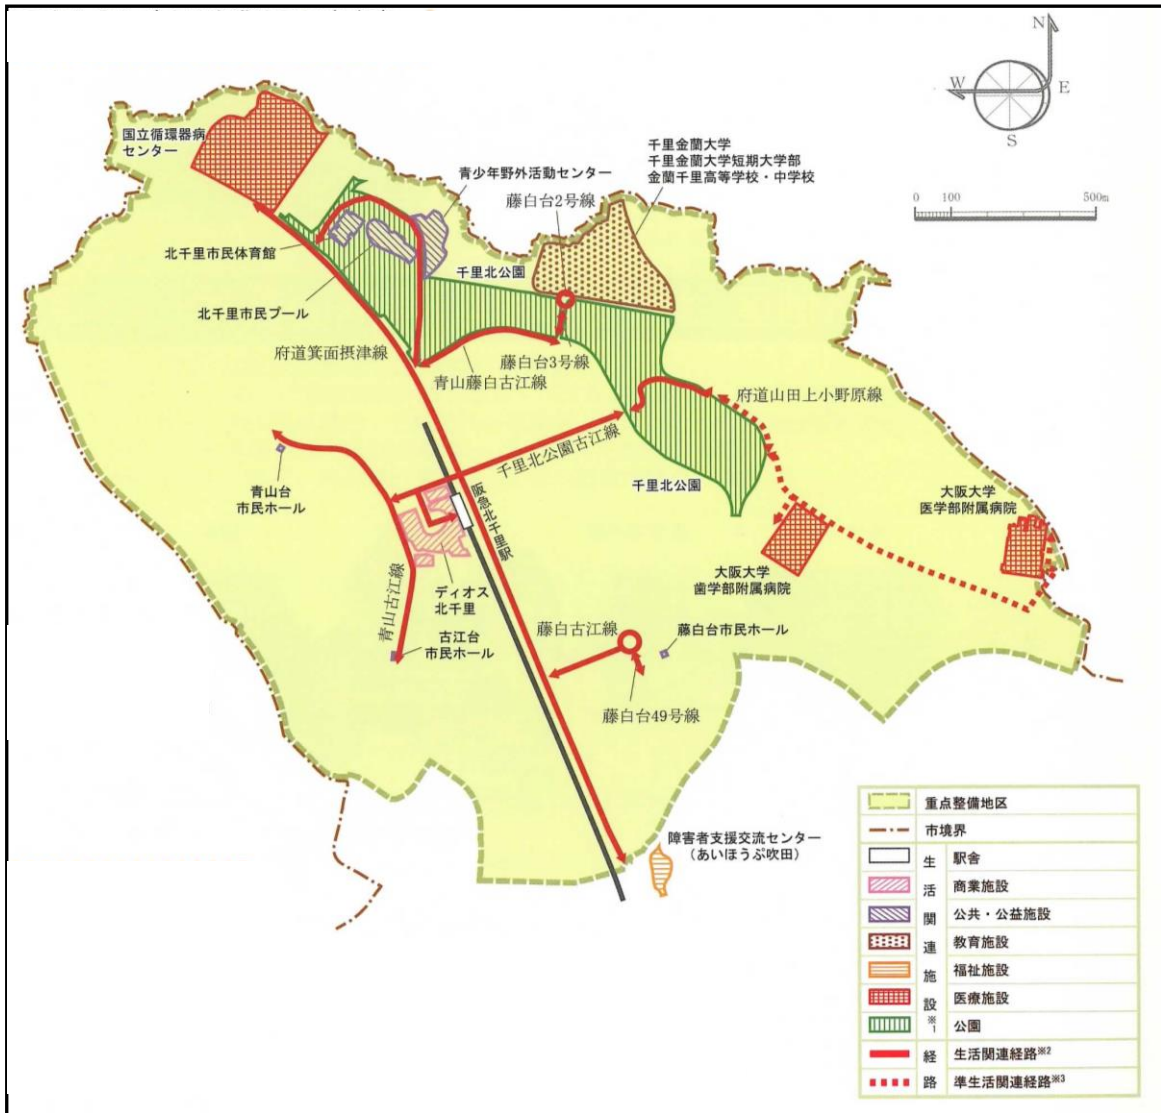 N
W
E
S
0 100 500m
国立循環器病
センター
千里金蘭大学
千里金蘭大学短期大学部
金蘭千里高等学校・中学校
青少年野外活動センター
藤白台2号線
北千里市民体育館
千里北公園
北千里市民プール
府道箕面摂津線
藤白台3号線
青山藤白古江線
府道山田上小野原線
千里北公園古江線
青山台
市民ホール
千里北公園
阪急北千里駅
大阪大学
医学部附属病院
大阪大学
歯学部附属病院
ディオス
北千里
青山古江線
古江台
市民ホール
藤白古江線
藤白台市民ホール
藤白台49号線
障害者支援交流センター
（あいほうぷ吹田）
重点整備地区
市境界
生 駅舎
活 商業施設
関 公共・公益施設
連 教育施設
施 福祉施設
設 医療施設
※1 公園
経 生活関連経路※2
路 準生活関連経路※3